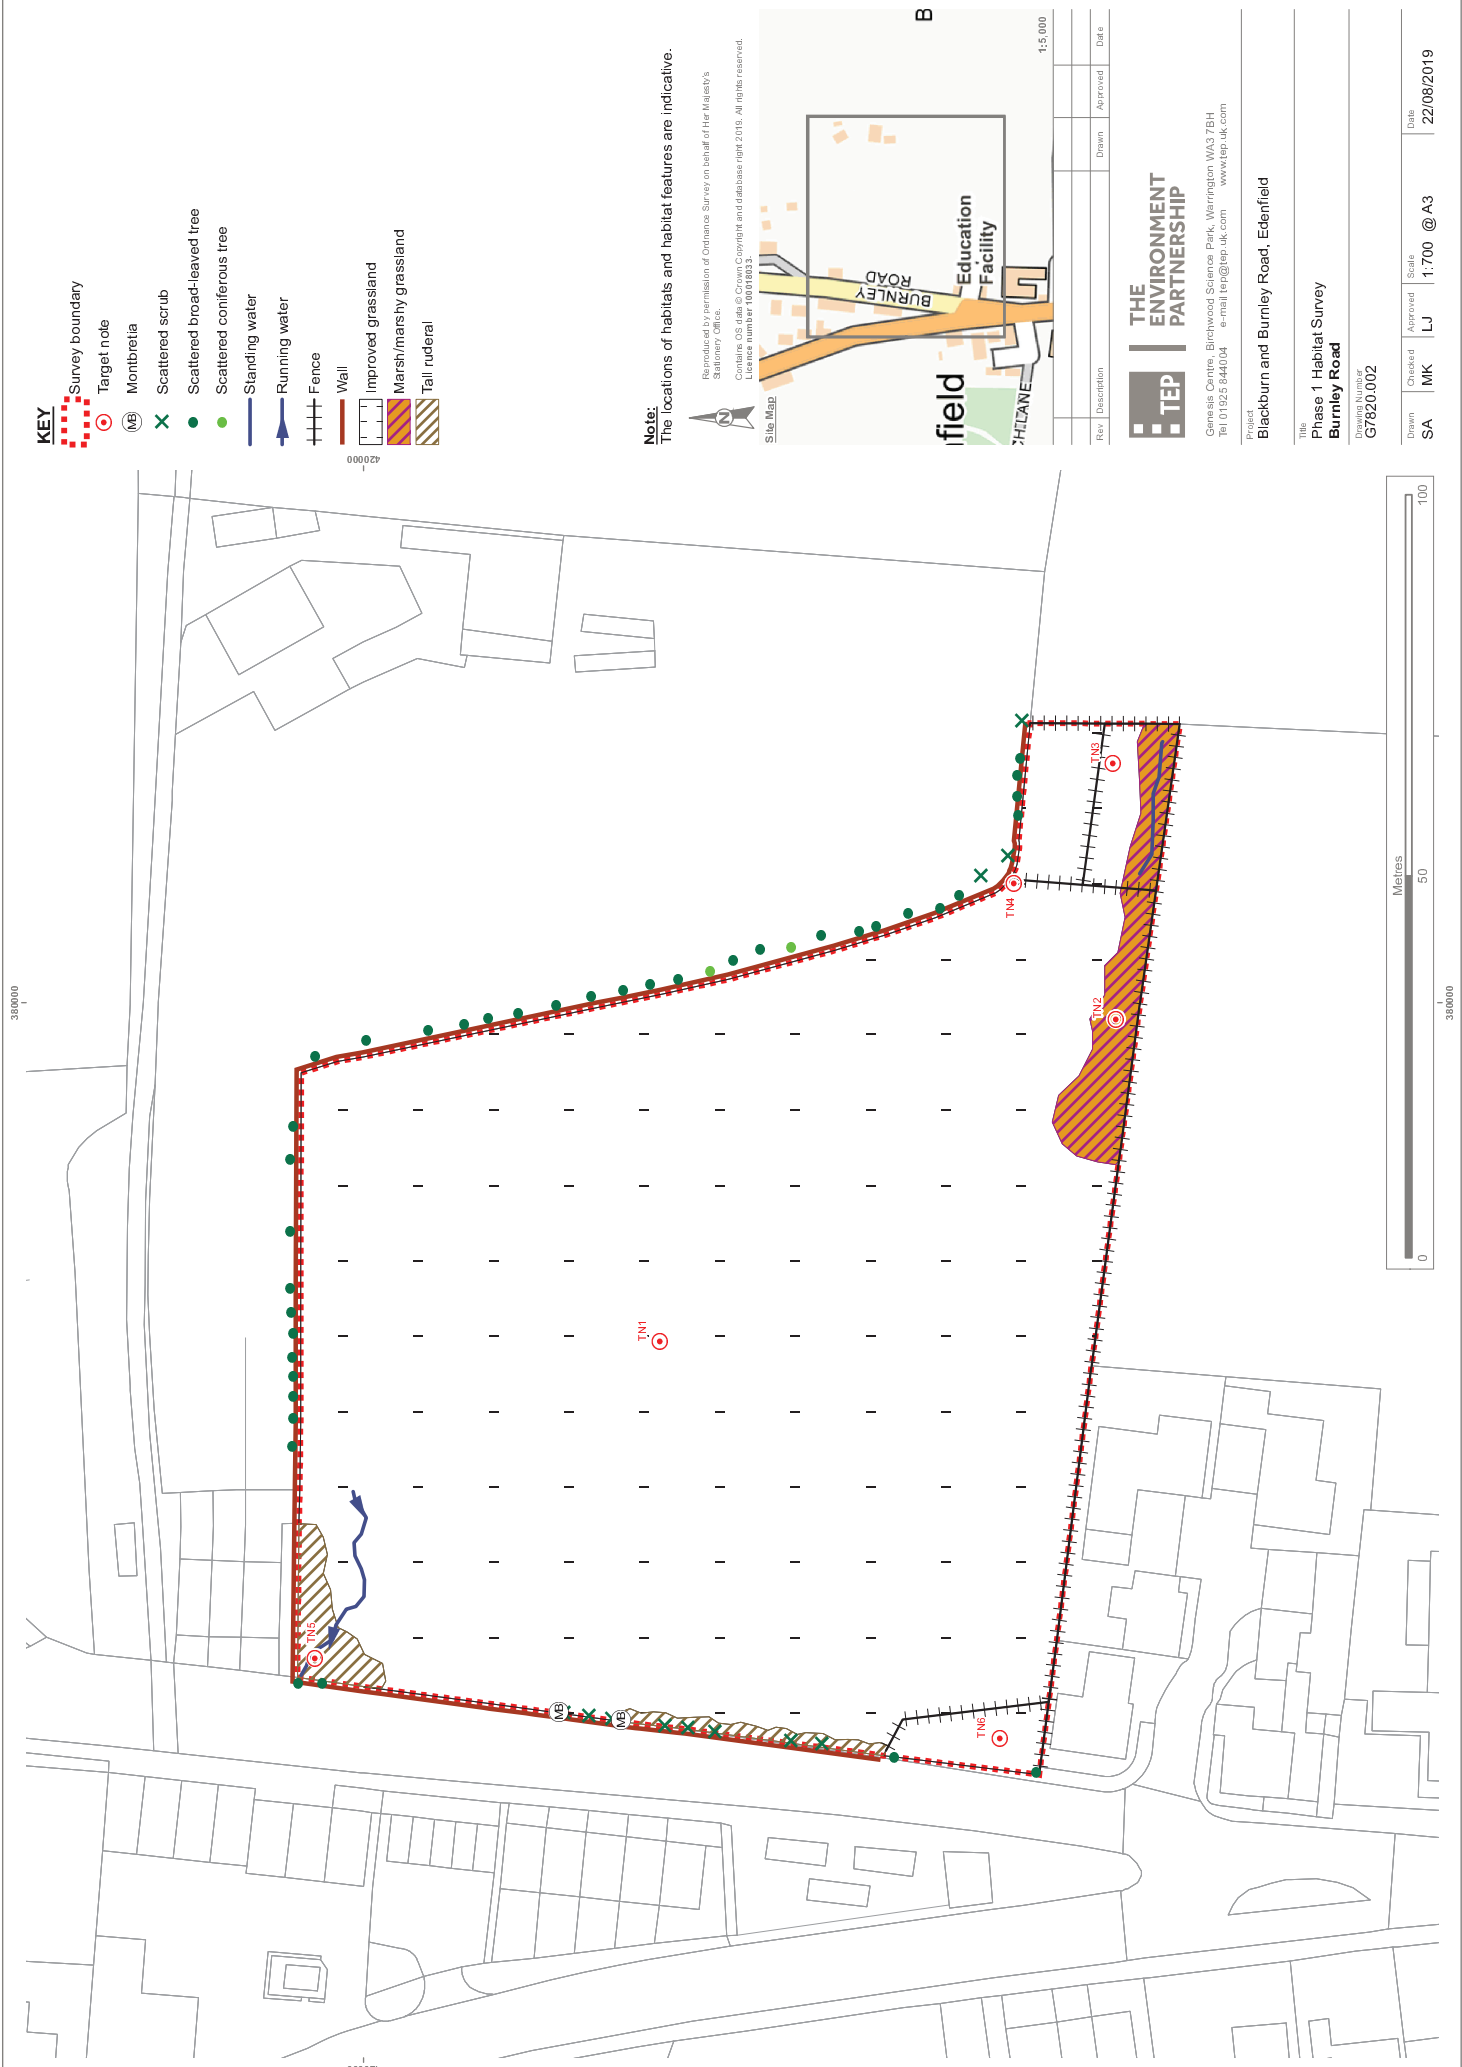 KEY
Survey boundary
Target note
MB Montbretia
Scattered scrub
Scattered broad-leaved tree
Scattered coniferous tree
Standing water
Running water
Fence
Wall
Improved grassland
Marsh/marshy grassland
Tall ruderal
Note:
The locations of habitats and habitat features are indicative.
N
Reproduced by permission of Ordnance Survey on behalf of Her Majesty's
Stationery Office.
Contains OS data © Crown Copyright and database right 2019. All rights reserved.
Licence number 100018033.
Site Map
BURNLEY
ROAD
Education
Facility
field
CH LANE
B
1:5,000
Rev Description Drawn Approved Date
TEP
THE
ENVIRONMENT
PARTNERSHIP
Genesis Centre, Birchwood Science Park, Warrington WA3 7BH
Tel 01925 844004 e-mail tep@tep.uk.com www.tep.uk.com
Project
Blackburn and Burnley Road, Edenfield
Title
Phase 1 Habitat Survey
Burnley Road
Drawing Number
G7820.002
Drawn Checked Approved Scale Date
SA MK LJ 1:700 @ A3 22/08/2019
380000
420000
TN5
TN1
TN4
TN3
TN2
TN6
MB
MB
380000
Metres
0 50 100